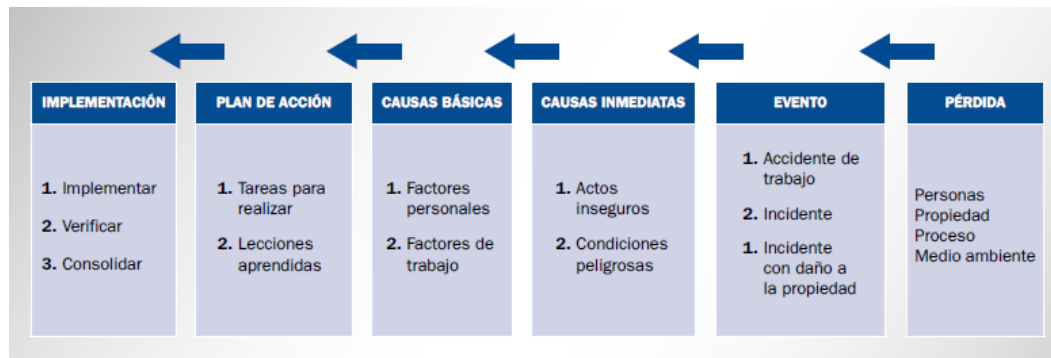 IMPLEMENTACIÓN
1. Implementar
2. Verificar
3. Consolidar
PLAN DE ACCIÓN
1. Tareas para
realizar
2. Lecciones
aprendidas
CAUSAS BÁSICAS
1. Factores
personales
2. Factores de
trabajo
CAUSAS INMEDIATAS
1. Actos
inseguros
2. Condiciones
peligrosas
EVENTO
1. Accidente de
trabajo
2. Incidente
1. Incidente
con daño a
la propiedad
PÉRDIDA
Personas
Propiedad
Proceso
Medio ambiente